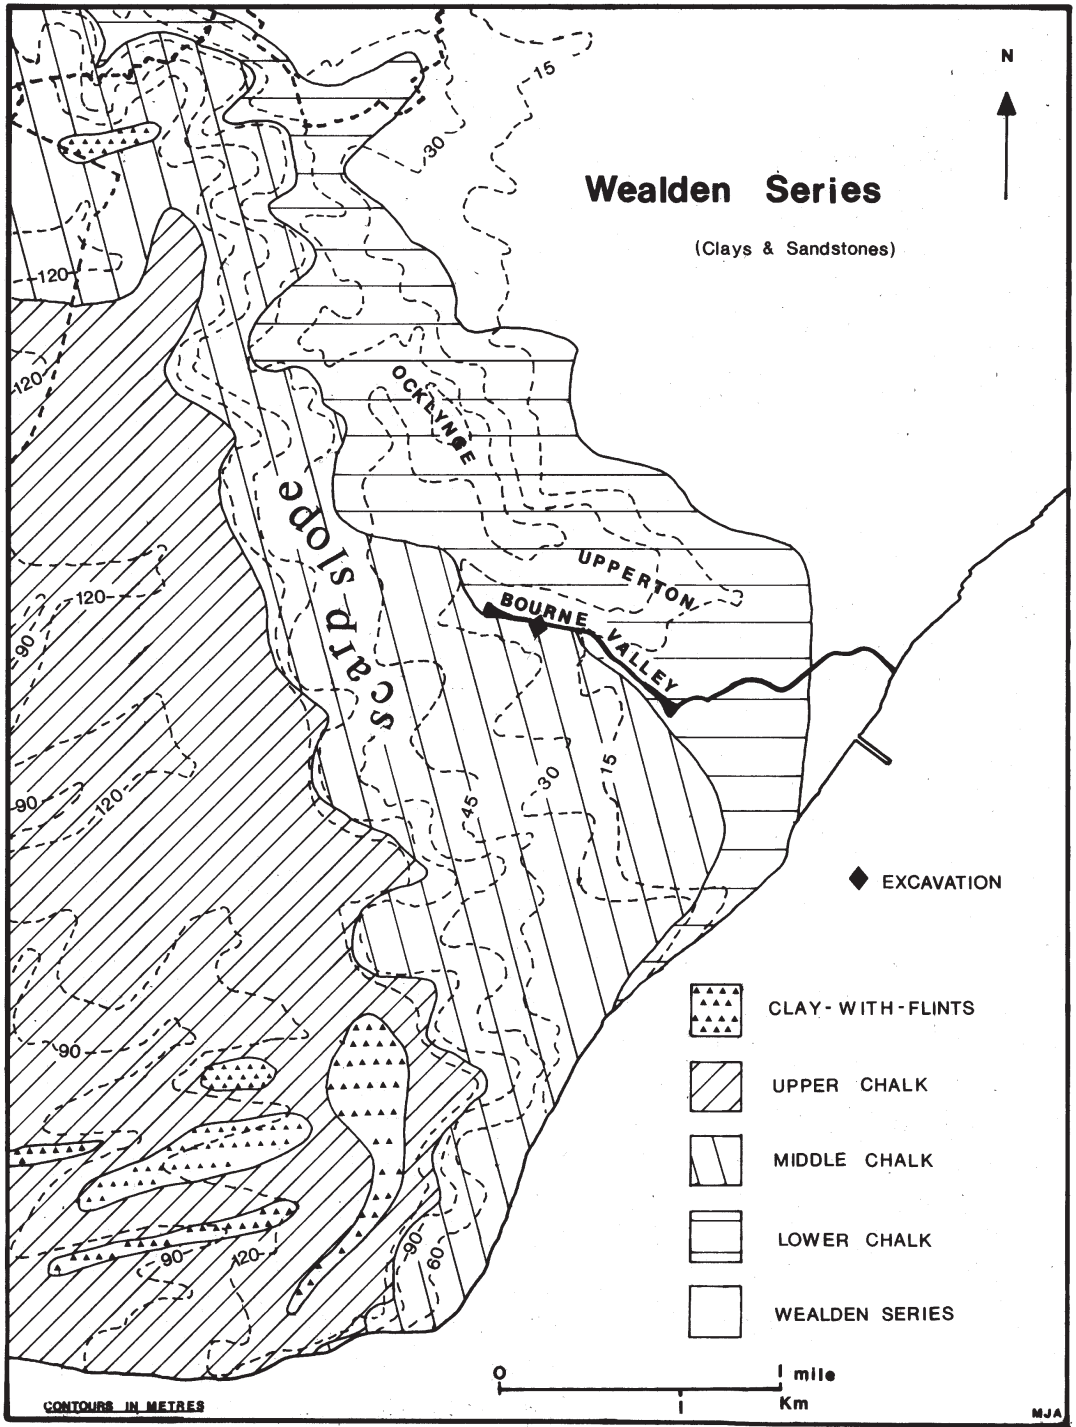 15
N
30
Wealden Series
(Clays & Sandstones)
120
120
OCKLYNGE
scarp slope
UPPERTON
BOURNE VALLEY
120
90
90
120
45
30
15
EXCAVATION
CLAY-WITH-FLINTS
90
UPPER CHALK
MIDDLE CHALK
LOWER CHALK
90
120
90
60
WEALDEN SERIES
0 1 mile
1 Km
CONTOURS IN METRES
MJA